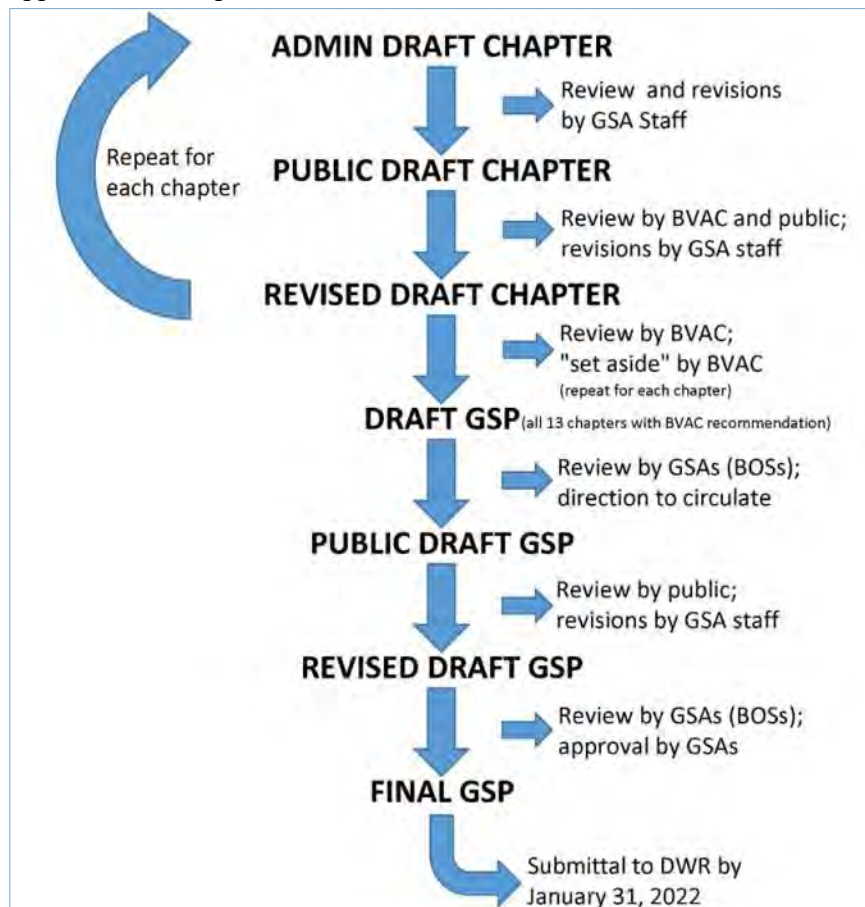 ADMIN DRAFT CHAPTER
Review and revisions
by GSA Staff
Repeat for
each chapter
PUBLIC DRAFT CHAPTER
Review by BVAC and public;
revisions by GSA staff
REVISED DRAFT CHAPTER
Review by BVAC;
"set aside" by BVAC
(repeat for each chapter)
DRAFT GSP (all 13 chapters with BVAC recommendation)
Review by GSAs (BOSs);
direction to circulate
PUBLIC DRAFT GSP
Review by public;
revisions by GSA staff
REVISED DRAFT GSP
Review by GSAs (BOSs);
approval by GSAs
FINAL GSP
Submittal to DWR by
January 31, 2022